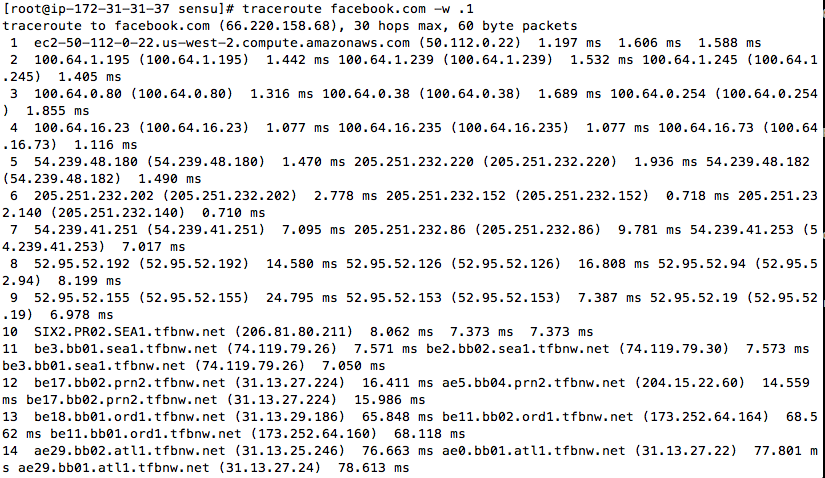 [root@ip-172-31-31-37 sensu]# traceroute facebook.com -w .1
traceroute to facebook.com (66.220.158.68), 30 hops max, 60 byte packets
 1  ec2-50-112-0-22.us-west-2.compute.amazonaws.com (50.112.0.22)  1.197 ms  1.606 ms  1.588 ms
 2  100.64.1.195 (100.64.1.195)  1.442 ms 100.64.1.239 (100.64.1.239)  1.532 ms 100.64.1.245 (100.64.1
.245)  1.405 ms
 3  100.64.0.80 (100.64.0.80)  1.316 ms 100.64.0.38 (100.64.0.38)  1.689 ms 100.64.0.254 (100.64.0.254
)  1.855 ms
 4  100.64.16.23 (100.64.16.23)  1.077 ms 100.64.16.235 (100.64.16.235)  1.077 ms 100.64.16.73 (100.64
.16.73)  1.116 ms
 5  54.239.48.180 (54.239.48.180)  1.470 ms 205.251.232.220 (205.251.232.220)  1.936 ms 54.239.48.182
(54.239.48.182)  1.490 ms
 6  205.251.232.202 (205.251.232.202)  2.778 ms 205.251.232.152 (205.251.232.152)  0.718 ms 205.251.23
2.140 (205.251.232.140)  0.710 ms
 7  54.239.41.251 (54.239.41.251)  7.095 ms 205.251.232.86 (205.251.232.86)  9.781 ms 54.239.41.253 (5
4.239.41.253)  7.017 ms
 8  52.95.52.192 (52.95.52.192)  14.580 ms 52.95.52.126 (52.95.52.126)  16.808 ms 52.95.52.94 (52.95.5
2.94)  8.199 ms
 9  52.95.52.155 (52.95.52.155)  24.795 ms 52.95.52.153 (52.95.52.153)  7.387 ms 52.95.52.19 (52.95.52
.19)  6.978 ms
10  SIX2.PR02.SEA1.tfbnw.net (206.81.80.211)  8.062 ms  7.373 ms  7.373 ms
11  be3.bb01.sea1.tfbnw.net (74.119.79.26)  7.571 ms be2.bb02.sea1.tfbnw.net (74.119.79.30)  7.573 ms
be3.bb01.sea1.tfbnw.net (74.119.79.26)  7.050 ms
12  be17.bb02.prn2.tfbnw.net (31.13.27.224)  16.411 ms ae5.bb04.prn2.tfbnw.net (204.15.22.60)  14.559
ms be17.bb02.prn2.tfbnw.net (31.13.27.224)  15.986 ms
13  be18.bb01.ord1.tfbnw.net (31.13.29.186)  65.848 ms be11.bb02.ord1.tfbnw.net (173.252.64.164)  68.5
62 ms be11.bb01.ord1.tfbnw.net (173.252.64.160)  68.118 ms
14  ae29.bb02.atl1.tfbnw.net (31.13.25.246)  76.663 ms ae0.bb01.atl1.tfbnw.net (31.13.27.22)  77.801 m
s ae29.bb01.atl1.tfbnw.net (31.13.27.24)  78.613 ms